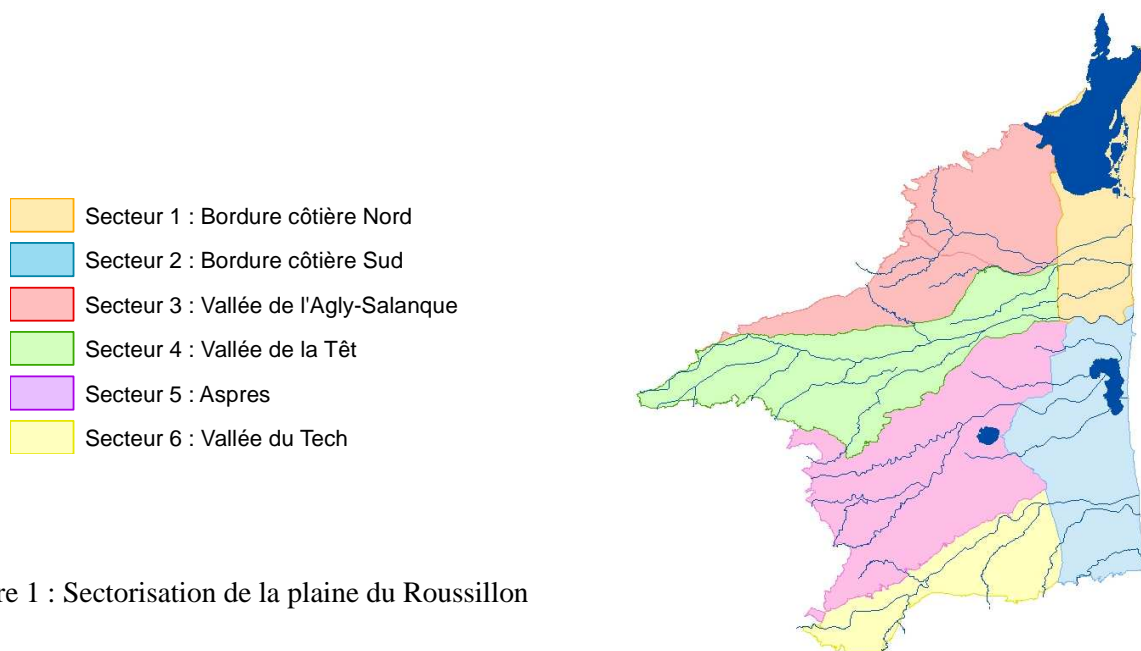 Secteur 1 : Bordure côtière Nord
Secteur 2 : Bordure côtière Sud
Secteur 3 : Vallée de l'Agly-Salanque
Secteur 4 : Vallée de la Têt
Secteur 5 : Aspres
Secteur 6 : Vallée du Tech
re 1 : Sectorisation de la plaine du Roussillon